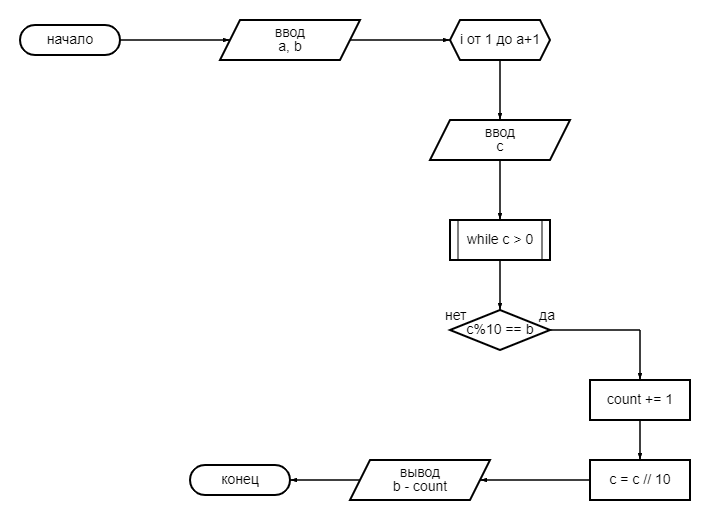 начало
ввод
a, b
i от 1 до a+1
ввод
c
while c > 0
нет
да
c%10 == b
count += 1
c = c // 10
вывод
b - count
конец